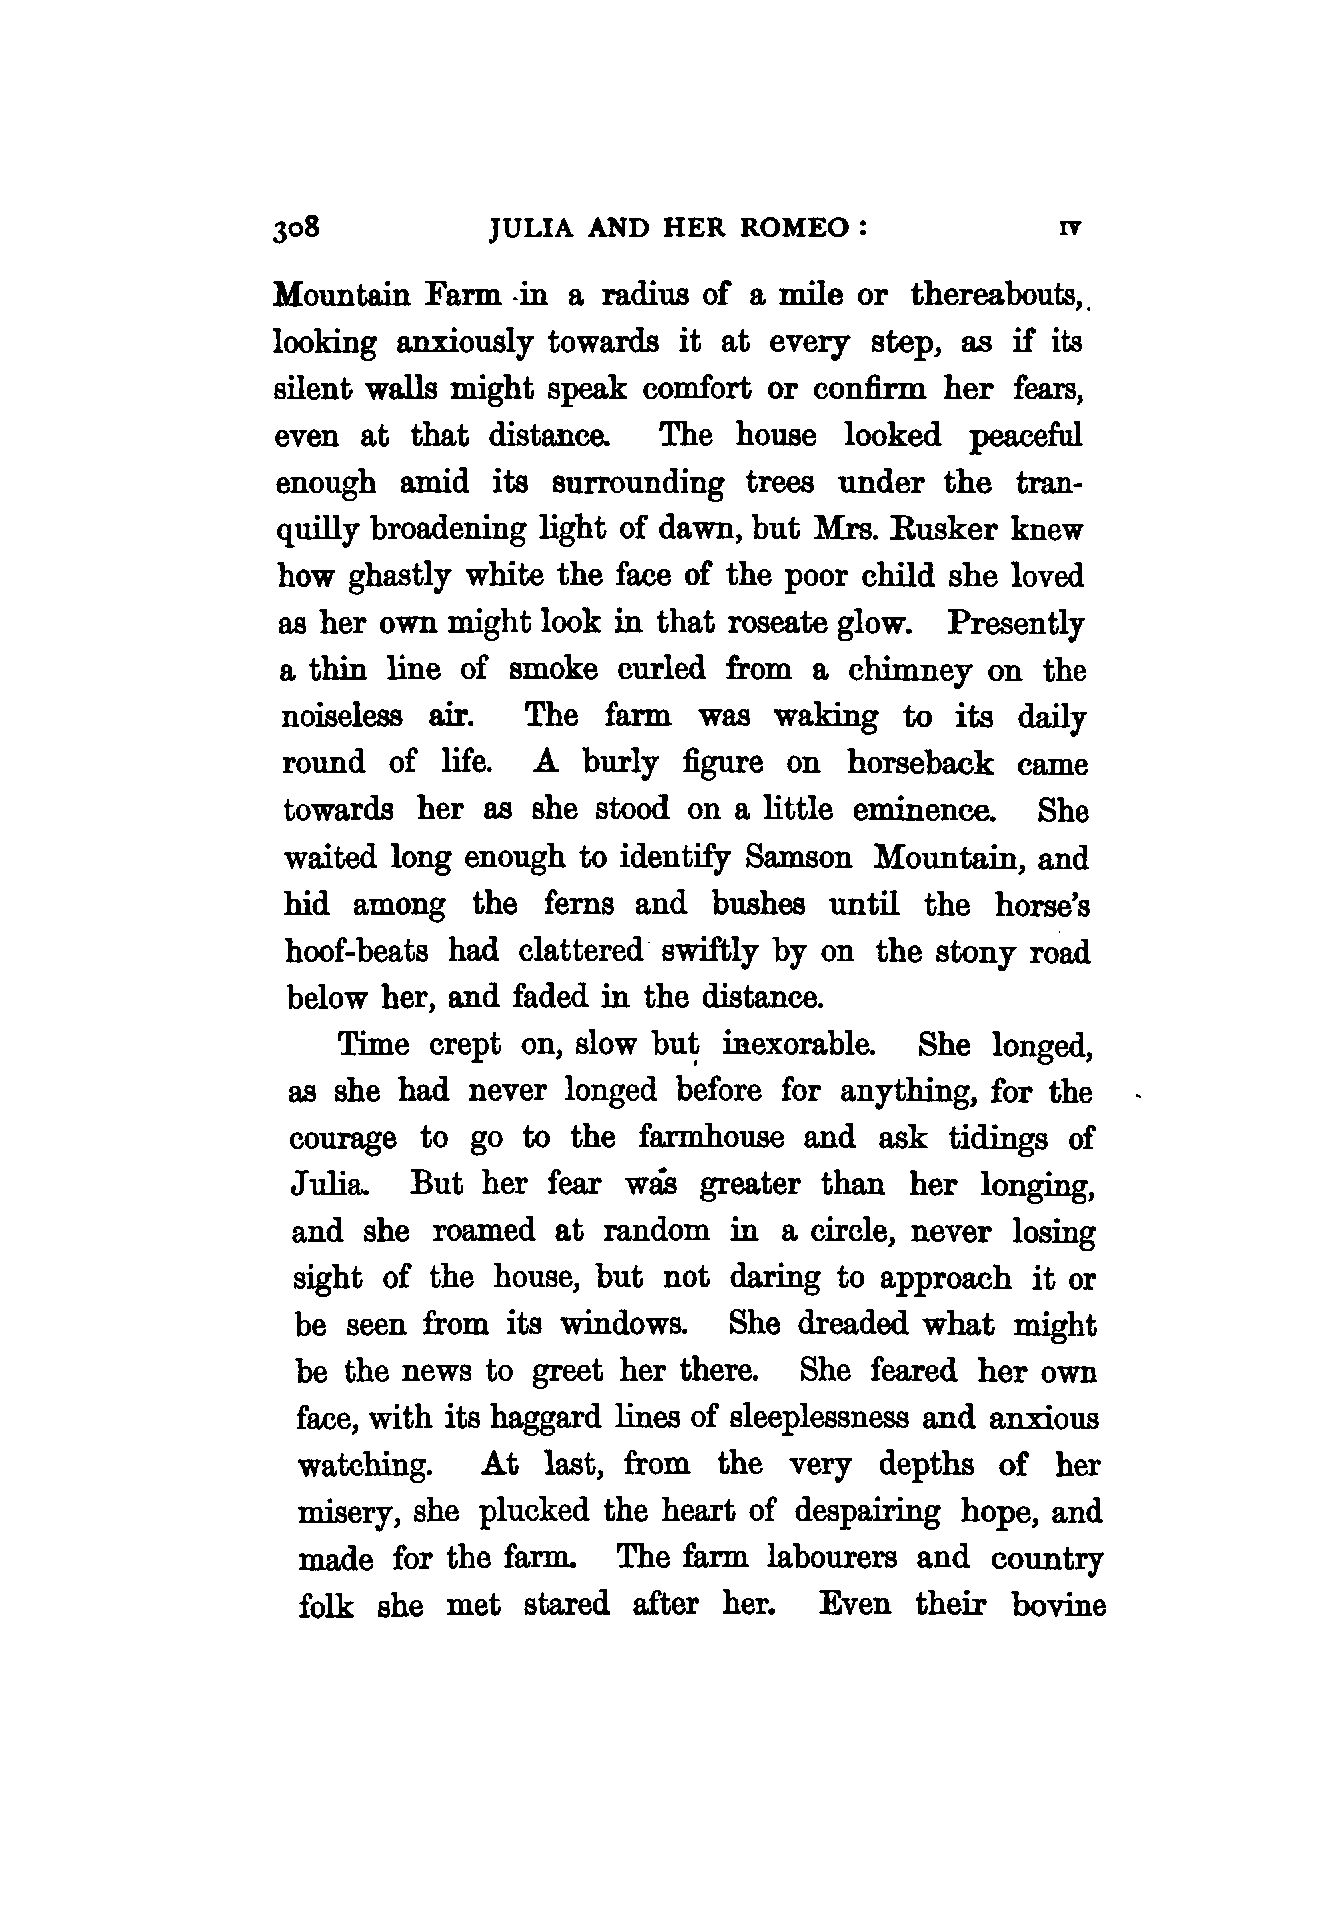 308 JULIA AND HER ROMEO : IV
Mountain Farm in a radius of a mile or thereabouts,
looking anxiously towards it at every step, as if its
silent walls might speak comfort or confirm her fears,
even at that distance. The house looked peaceful
enough amid its surrounding trees under the tran-
quilly broadening light of dawn, but Mrs. Rusker knew
how ghastly white the face of the poor child she loved
as her own might look in that roseate glow. Presently
a thin line of smoke curled from a chimney on the
noiseless air. The farm was waking to its daily
round of life. A burly figure on horseback came
towards her as she stood on a little eminence. She
waited long enough to identify Samson Mountain, and
hid among the ferns and bushes until the horse's
hoof-beats had clattered swiftly by on the stony road
below her, and faded in the distance.
Time crept on, slow but inexorable. She longed,
as she had never longed before for anything, for the
courage to go to the farmhouse and ask tidings of
Julia. But her fear was greater than her longing,
and she roamed at random in a circle, never losing
sight of the house, but not daring to approach it or
be seen from its windows. She dreaded what might
be the news to greet her there. She feared her own
face, with its haggard lines of sleeplessness and anxious
watching. At last, from the very depths of her
misery, she plucked the heart of despairing hope, and
made for the farm. The farm labourers and country
folk she met stared after her. Even their bovine